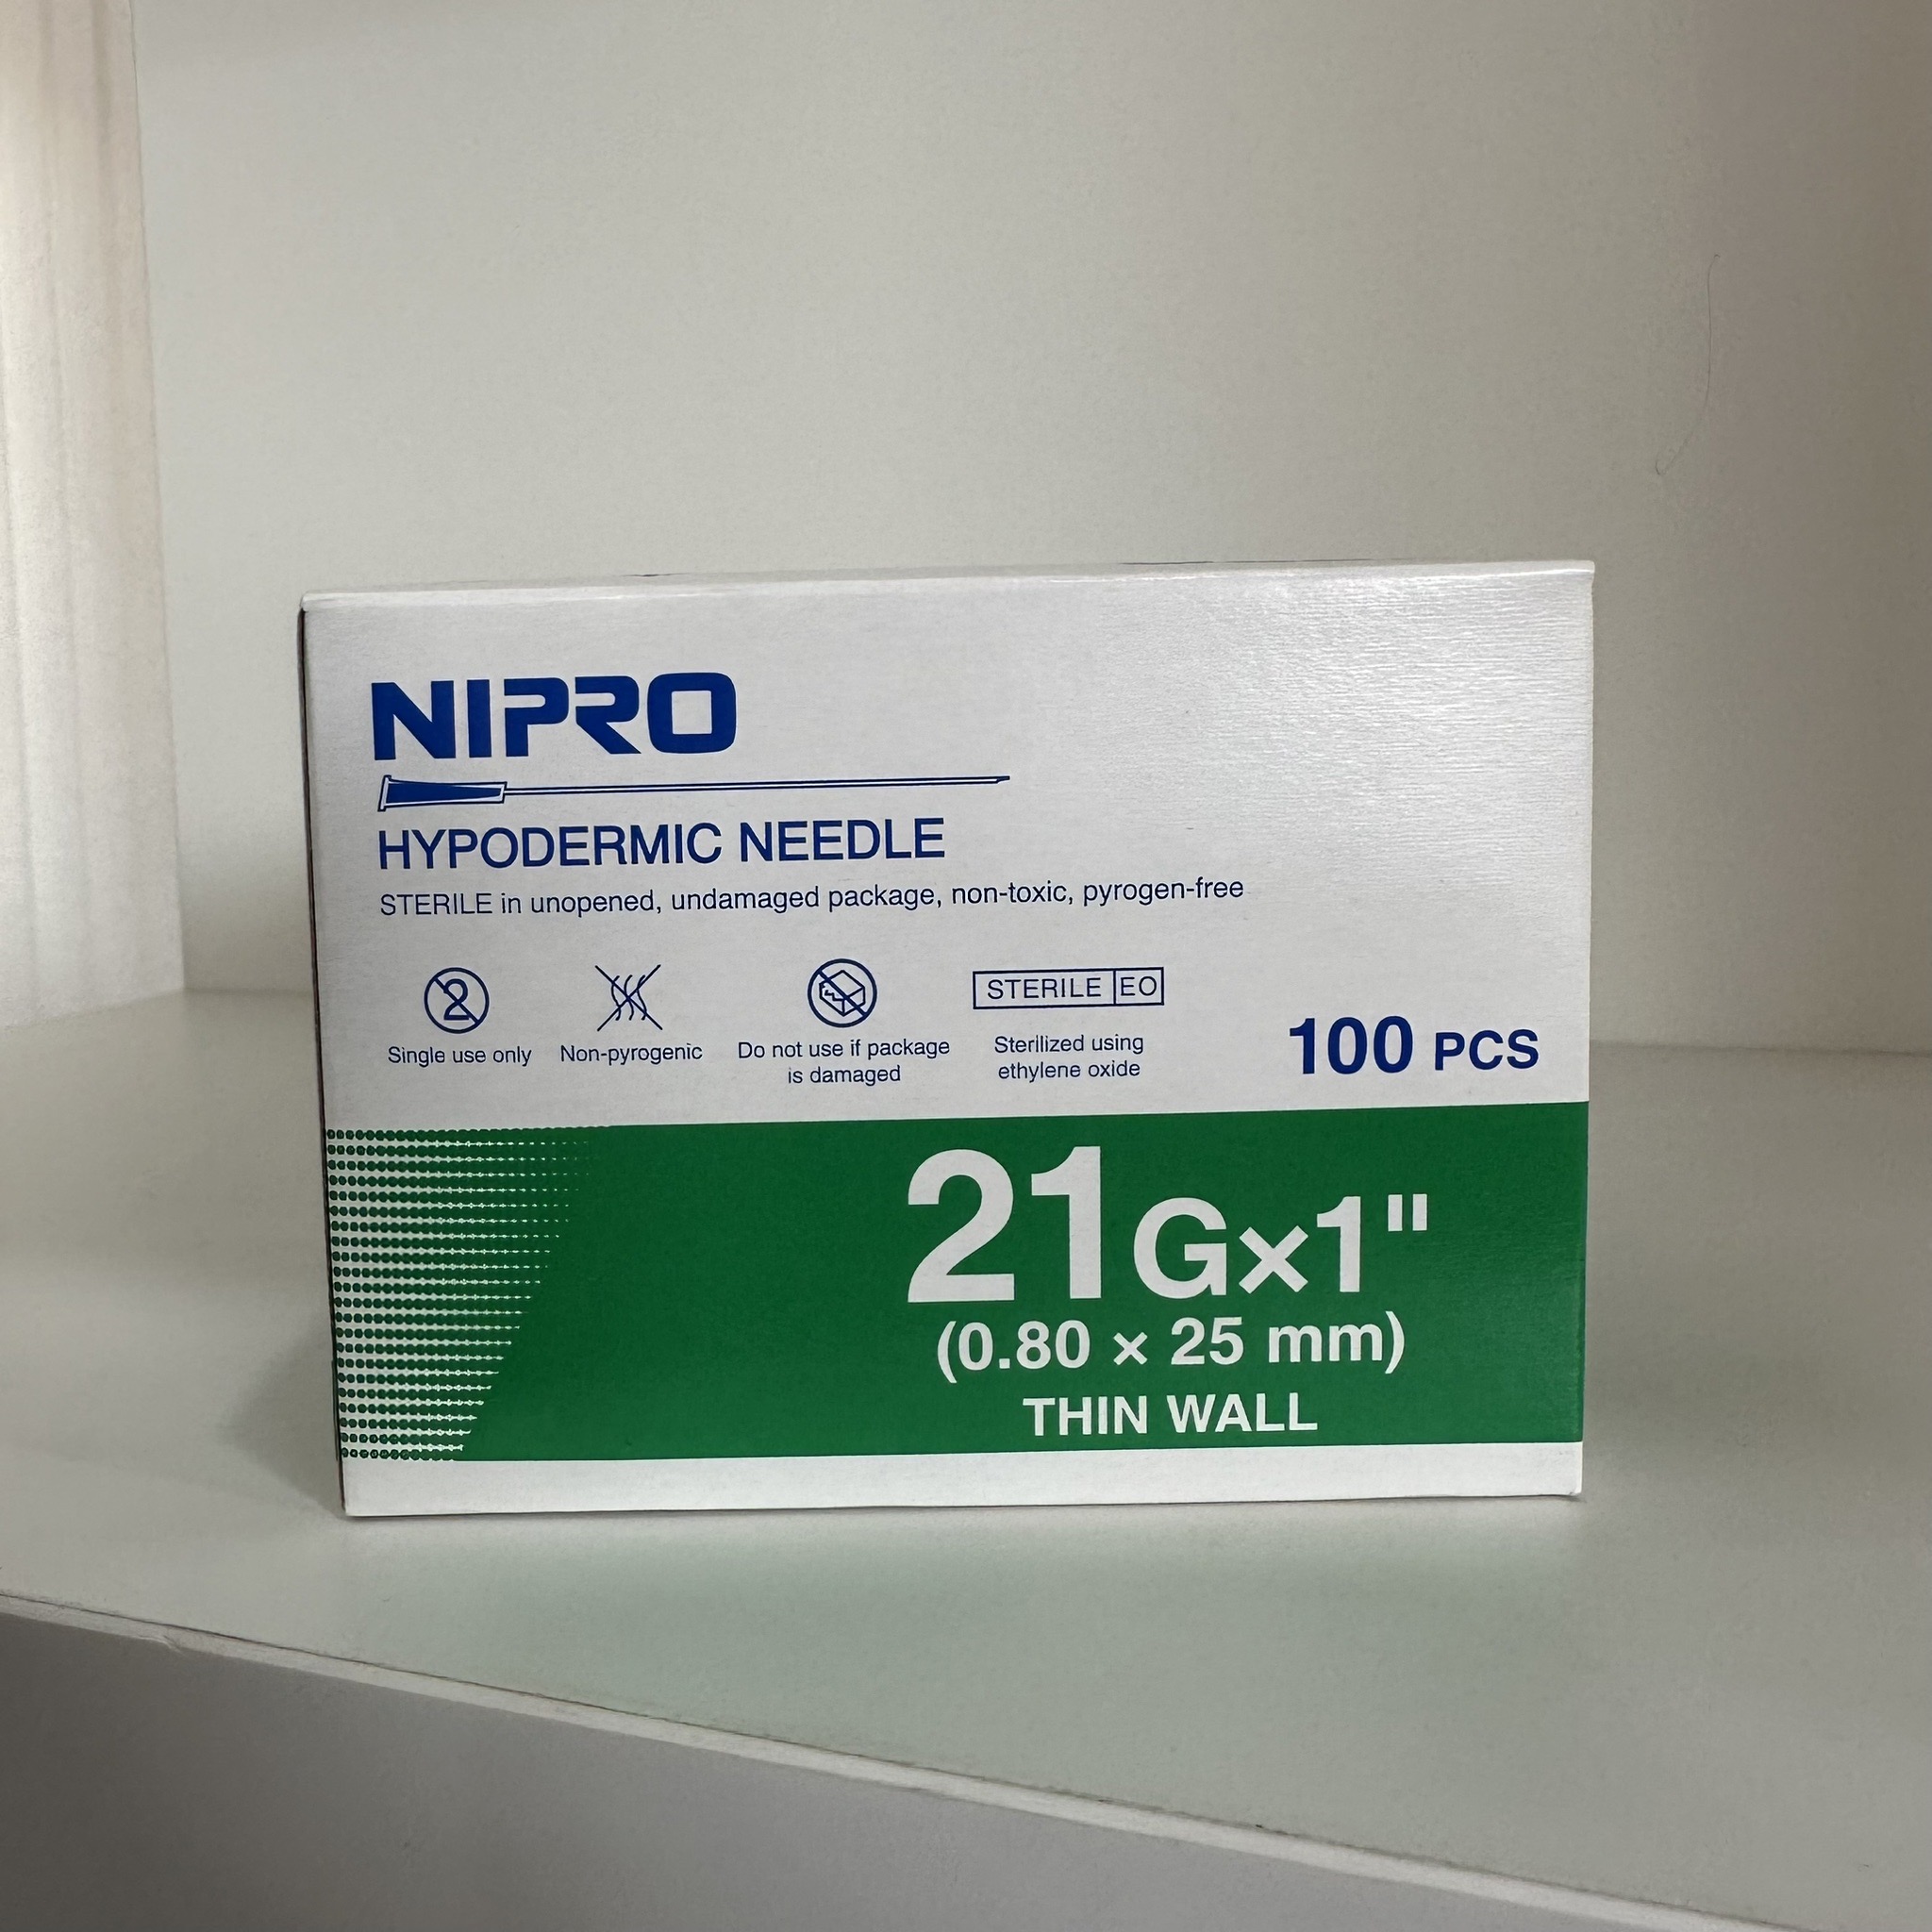 NIPRO
HYPODERMIC NEEDLE
STERILE in unopened, undamaged package, non-toxic, pyrogen-free
2
STERILE EO
Single use only
Non-pyrogenic
Do not use if package
is damaged
Sterilized using
ethylene oxide
100 PCS
21G×1"
(0.80 × 25 mm)
THIN WALL